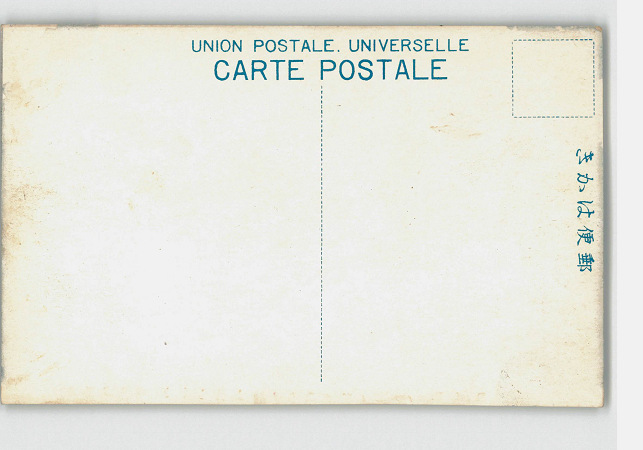 UNION POSTALE. UNIVERSELLE
CARTE POSTALE
郵便はかき